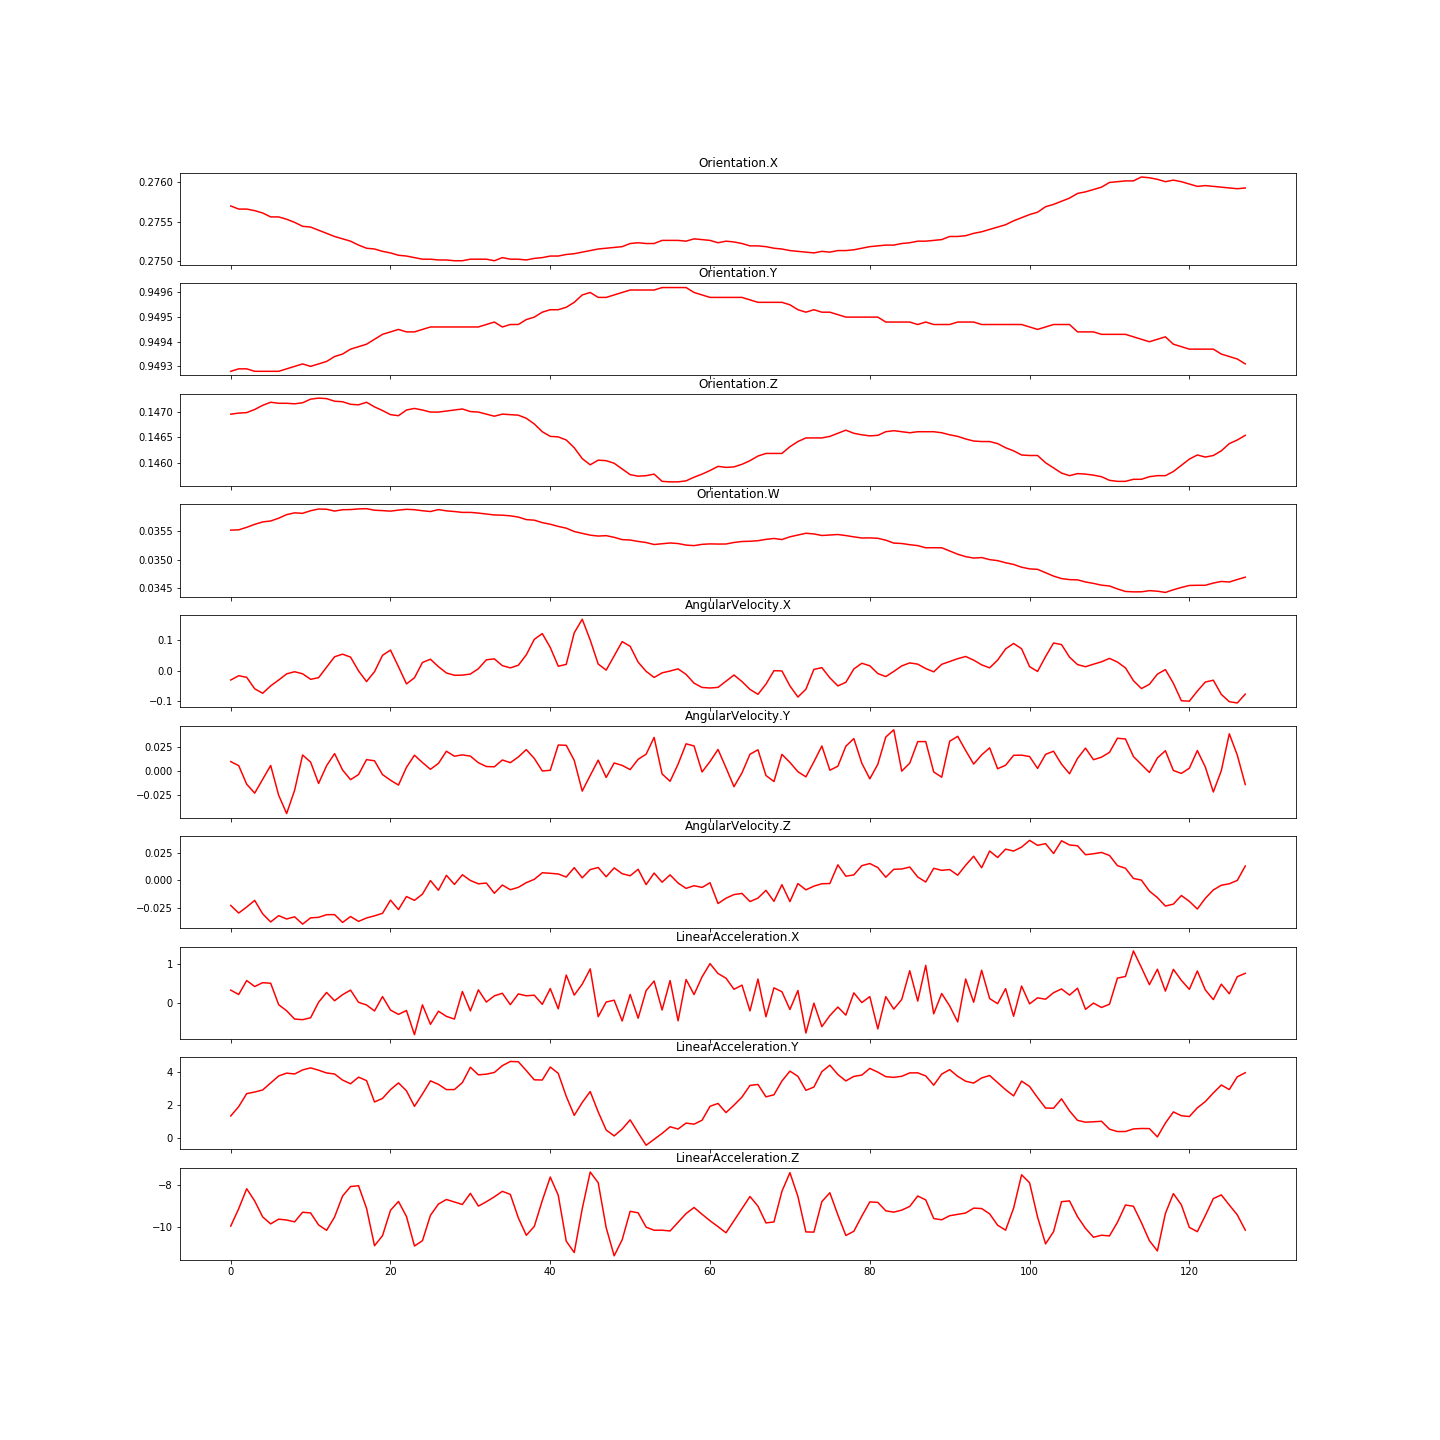 Orientation.X
0.2760
0.2755
0.2750
Orientation.Y
0.9496
0.9495
0.9494
0.9493
Orientation.Z
0.1470
0.1465
0.1460
Orientation.W
0.0355
0.0350
0.0345
AngularVelocity.X
0.1
0.0
−0.1
AngularVelocity.Y
0.025
0.000
−0.025
AngularVelocity.Z
0.025
0.000
−0.025
LinearAcceleration.X
1
0
LinearAcceleration.Y
4
2
0
LinearAcceleration.Z
−8
−10
0 20 40 60 80 100 120